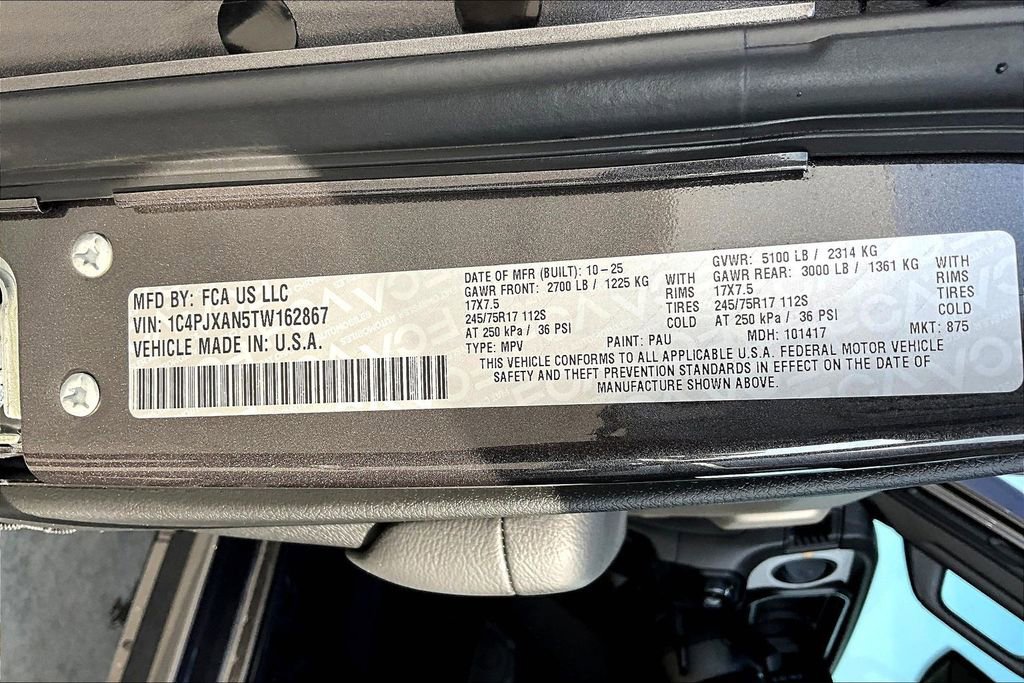 MFD BY: FCA US LLC
VIN: 1C4PJXAN5TW162867
VEHICLE MADE IN: U.S.A.
DATE OF MFR (BUILT): 10-25
GAWR FRONT: 2700 LB / 1225 KG WITH
17X7.5 RIMS
245/75R17 112S TIRES
AT 250 kPa / 36 PSI COLD
TYPE: MPV PAINT: PAU
GVWR: 5100 LB / 2314 KG
GAWR REAR: 3000 LB / 1361 KG WITH
17X7.5 RIMS
245/75R17 112S TIRES
AT 250 kPa / 36 PSI COLD
MDH: 101417 MKT: 875
THIS VEHICLE CONFORMS TO ALL APPLICABLE U.S.A. FEDERAL MOTOR VEHICLE
SAFETY AND THEFT PREVENTION STANDARDS IN EFFECT ON THE DATE OF
MANUFACTURE SHOWN ABOVE.